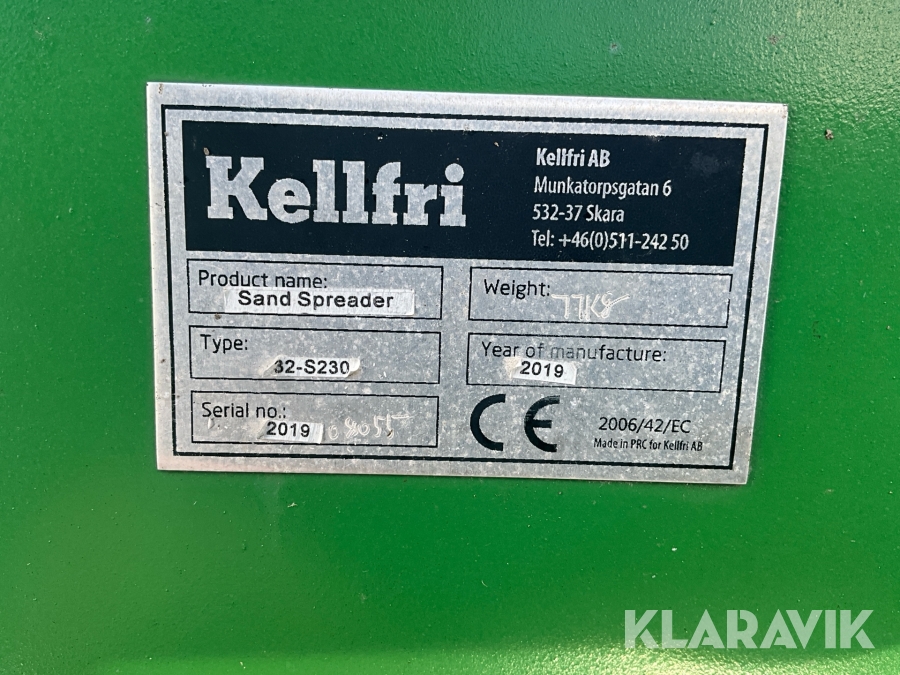 Kellfri
Kellfri AB
Munkatorpsgatan 6
532-37 Skara
Tel: +46(0)511-242 50
Product name:
Sand Spreader
Weight:
Type:
32-S230
Year of manufacture:
2019
Serial no.:
2019
CE
2006/42/EC
Made in PRC for Kellfri AB
KLARAVIK